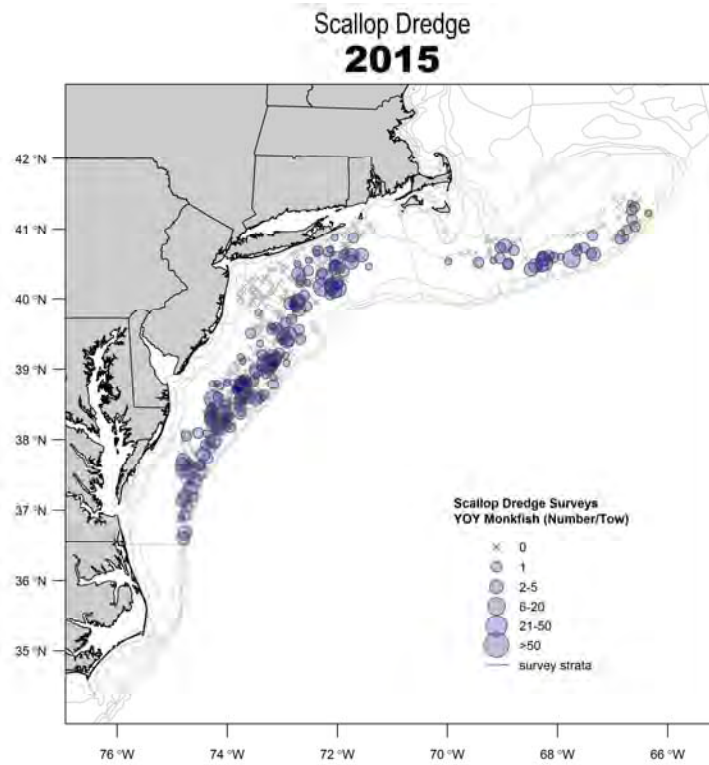 Scallop Dredge
2015
42 °N
41 °N
40 °N
39 °N
38 °N
37 °N
36 °N
35 °N
Scallop Dredge Surveys
YOY Monkfish (Number/Tow)
0
1
2-5
6-20
21-50
>50
survey strata
76 °W
74 °W
72 °W
70 °W
68 °W
66 °W